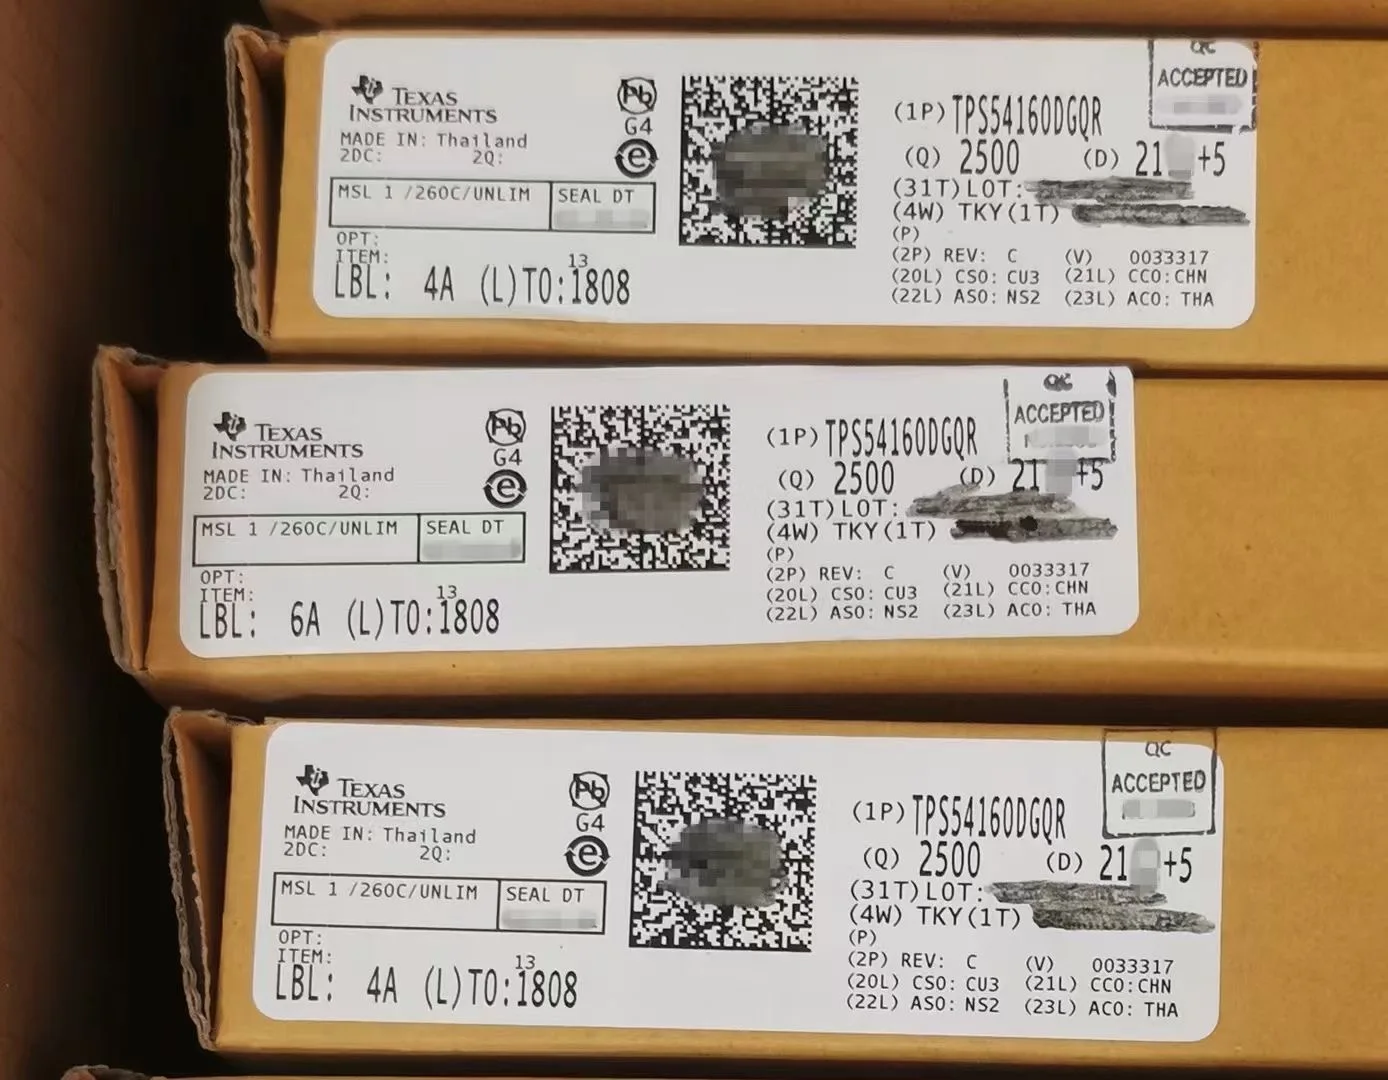 TEXAS
INSTRUMENTS
MADE IN: Thailand
2DC: 2Q:
MSL 1 /260C/UNLIM SEAL DT
OPT:
ITEM:
13
LBL: 4A (L)TO:1808
Pb
G4
e
QC
ACCEPTED
(1P) TPS54160DGQR
(Q) 2500 (D) 21 +5
(31T)LOT:
(4W) TKY(1T)
(P)
(2P) REV: C (V) 0033317
(20L) CSO: CU3 (21L) CCO:CHN
(22L) ASO: NS2 (23L) ACO: THA
TEXAS
INSTRUMENTS
MADE IN: Thailand
2DC: 2Q:
MSL 1 /260C/UNLIM SEAL DT
OPT:
ITEM:
13
LBL: 6A (L)TO:1808
Pb
G4
e
QC
ACCEPTED
(1P) TPS54160DGQR
(Q) 2500 (D) 21 +5
(31T)LOT:
(4W) TKY(1T)
(P)
(2P) REV: C (V) 0033317
(20L) CSO: CU3 (21L) CCO:CHN
(22L) ASO: NS2 (23L) ACO: THA
TEXAS
INSTRUMENTS
MADE IN: Thailand
2DC: 2Q:
MSL 1 /260C/UNLIM SEAL DT
OPT:
ITEM:
13
LBL: 4A (L)TO:1808
Pb
G4
e
QC
ACCEPTED
(1P) TPS54160DGQR
(Q) 2500 (D) 21 +5
(31T)LOT:
(4W) TKY(1T)
(P)
(2P) REV: C (V) 0033317
(20L) CSO: CU3 (21L) CCO:CHN
(22L) ASO: NS2 (23L) ACO: THA